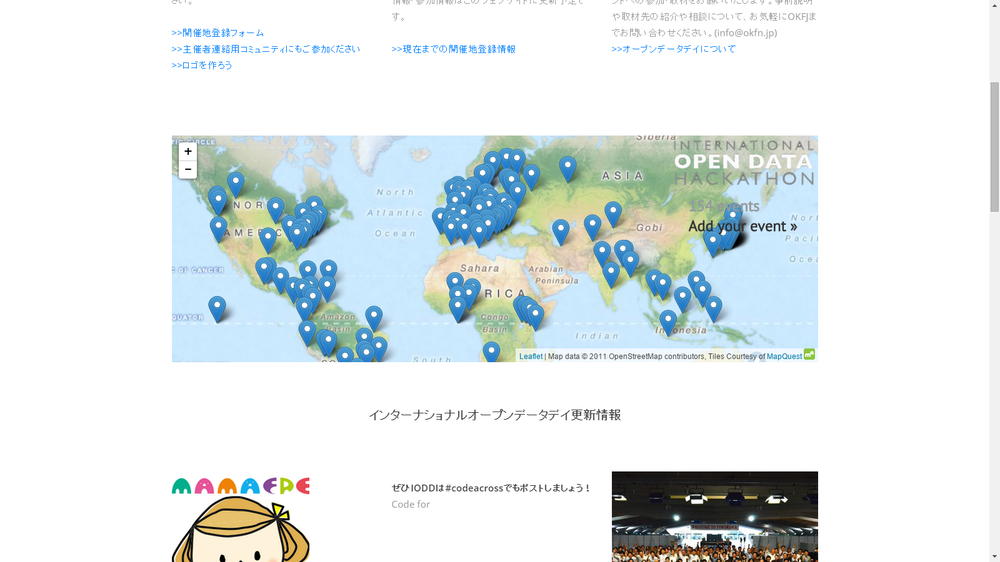 さい。
>>開催地登録フォーム
>>主催者連絡用コミュニティにもご参加ください
>>ロゴを作ろう
情報・参加情報はこのウェブサイトに更新予定で
す。
>>現在までの開催地登録情報
ントへの参加・取材をお願いいたします。事前説明
や取材先の紹介や相談について、お気軽にOKFJま
でお問い合わせください。(info@okfn.jp)
>>オープンデータデイについて
+
-
TIC CIRCLE
Siberia
INTERNATIONAL
OPEN DATA
HACKATHON
154 events
Add your event »
ASIA
North
Atlantic
Ocean
NOR
AMERIC
Gobi
Nort
Pacif
Ocea
C OF CANCER
Sahara
Arabian
Peninsula
RICA
EQUATOR
Amazon
Basin
Congo
Basin
Indian
Indonesia
South
SO
Leaflet | Map data © 2011 OpenStreetMap contributors, Tiles Courtesy of MapQuest
インターナショナルオープンデータデイ更新情報
MAMAEDE
ぜひIODDは#codeacrossでもポストしましょう！
Code for
WELCOME TO YOKOHAMA